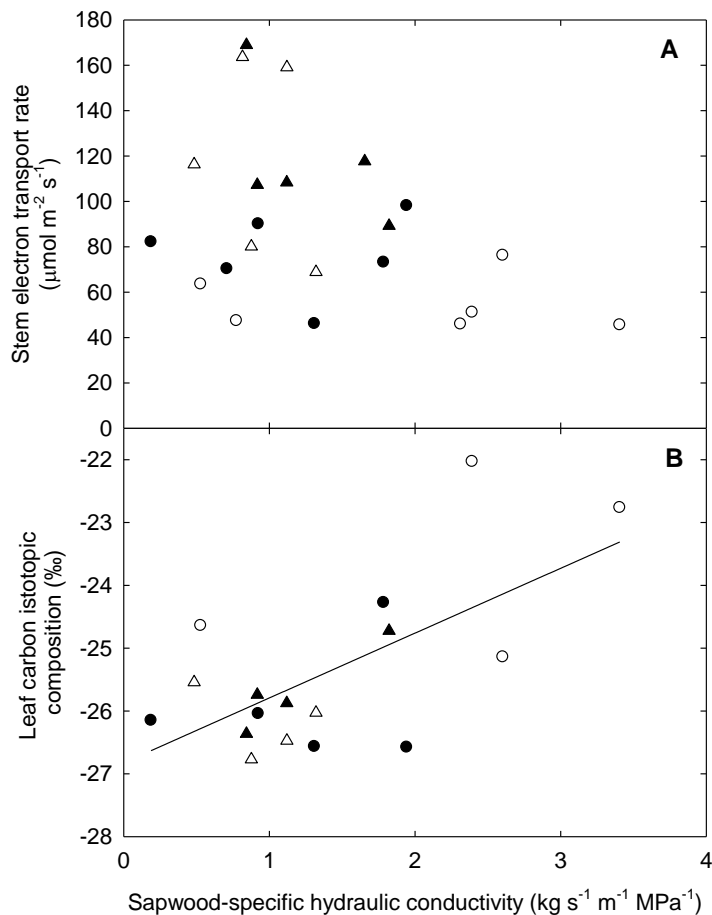 180
160
140
120
100
80
60
40
20
0
Stem electron transport rate
(μmol m⁻² s⁻¹)
A
-22
-23
-24
-25
-26
-27
-28
Leaf carbon istotopic
composition (‰)
B
0 1 2 3 4
Sapwood-specific hydraulic conductivity (kg s⁻¹ m⁻¹ MPa⁻¹)